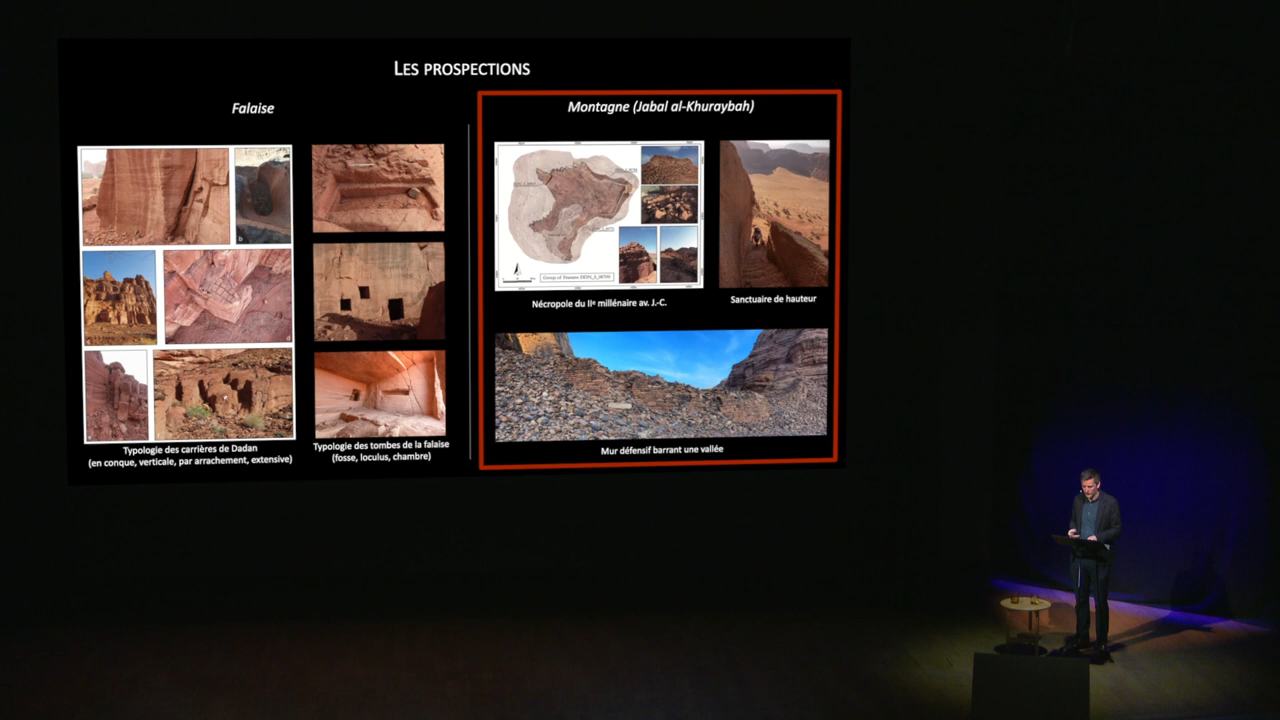 LES PROSPECTIONS
Falaise
Typologie des carrières de Dadan
(en conque, verticale, par arrachement, extensive)
Typologie des tombes de la falaise
(fosse, loculus, chambre)
Montagne (Jabal al-Khuraybah)
Nécropole du IIᵉ millénaire av. J.-C.
Sanctuaire de hauteur
Mur défensif barrant une vallée